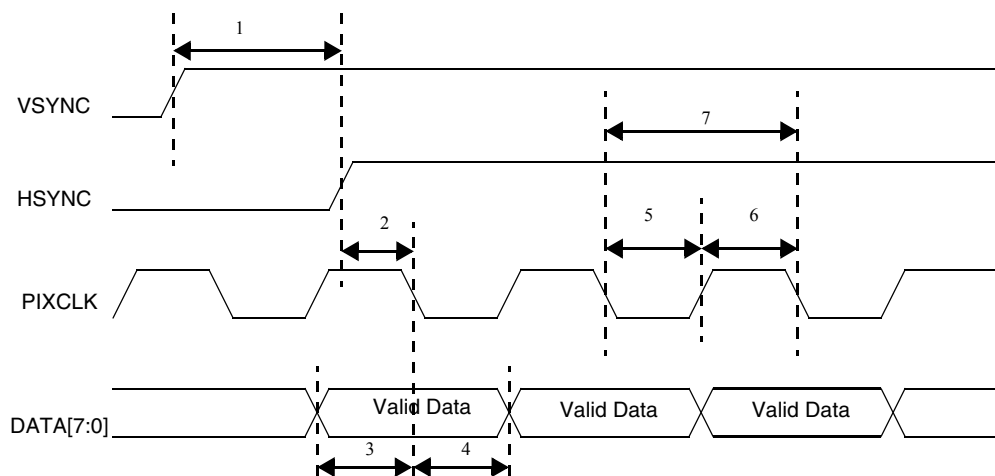 1
VSYNC
7
HSYNC
2
5
6
PIXCLK
Valid Data
Valid Data
Valid Data
DATA[7:0]
3
4